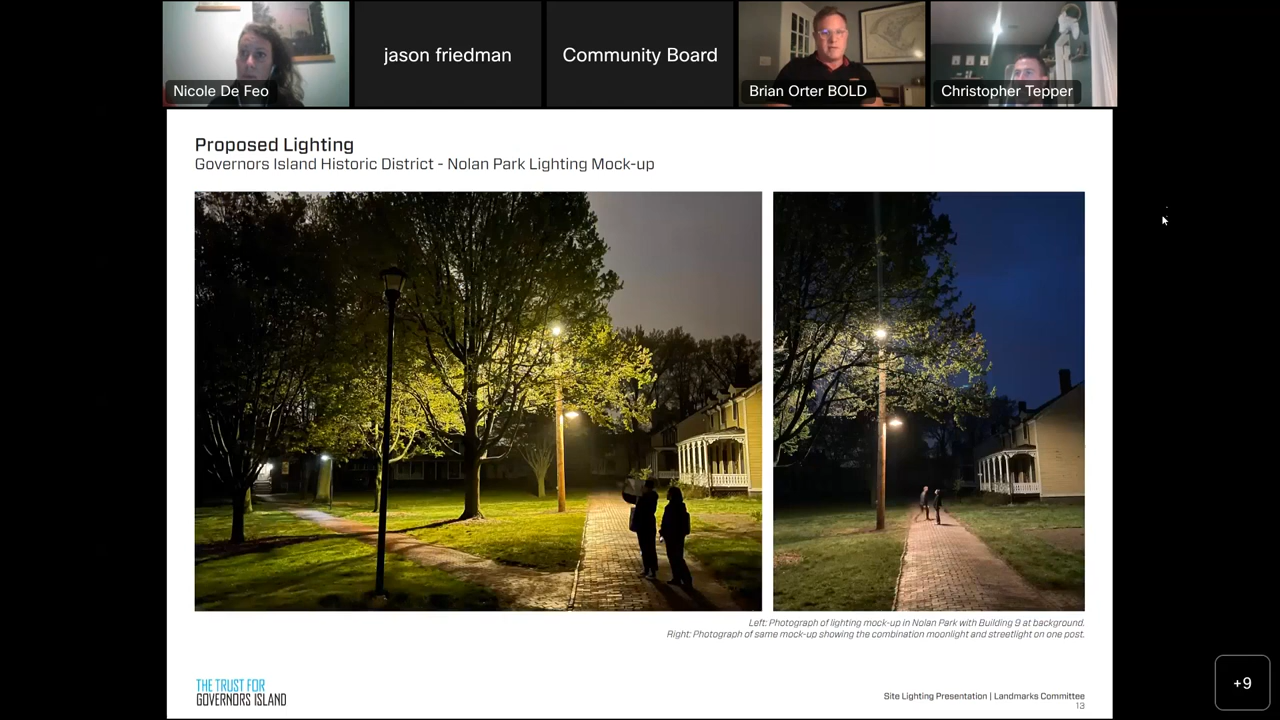 Nicole De Feo
jason friedman
Community Board
Brian Orter BOLD
Christopher Tepper
Proposed Lighting
Governors Island Historic District - Nolan Park Lighting Mock-up
Left: Photograph of lighting mock-up in Nolan Park with Building 9 at background.
Right: Photograph of same mock-up showing the combination moonlight and streetlight on one post.
THE TRUST FOR
GOVERNORS ISLAND
Site Lighting Presentation | Landmarks Committee
13
+9